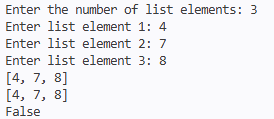 Enter the number of list elements: 3
Enter list element 1: 4
Enter list element 2: 7
Enter list element 3: 8
[4, 7, 8]
[4, 7, 8]
False